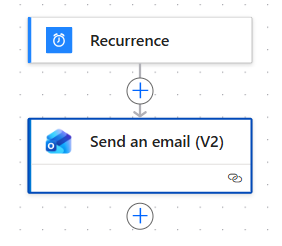 Recurrence
Send an email (V2)